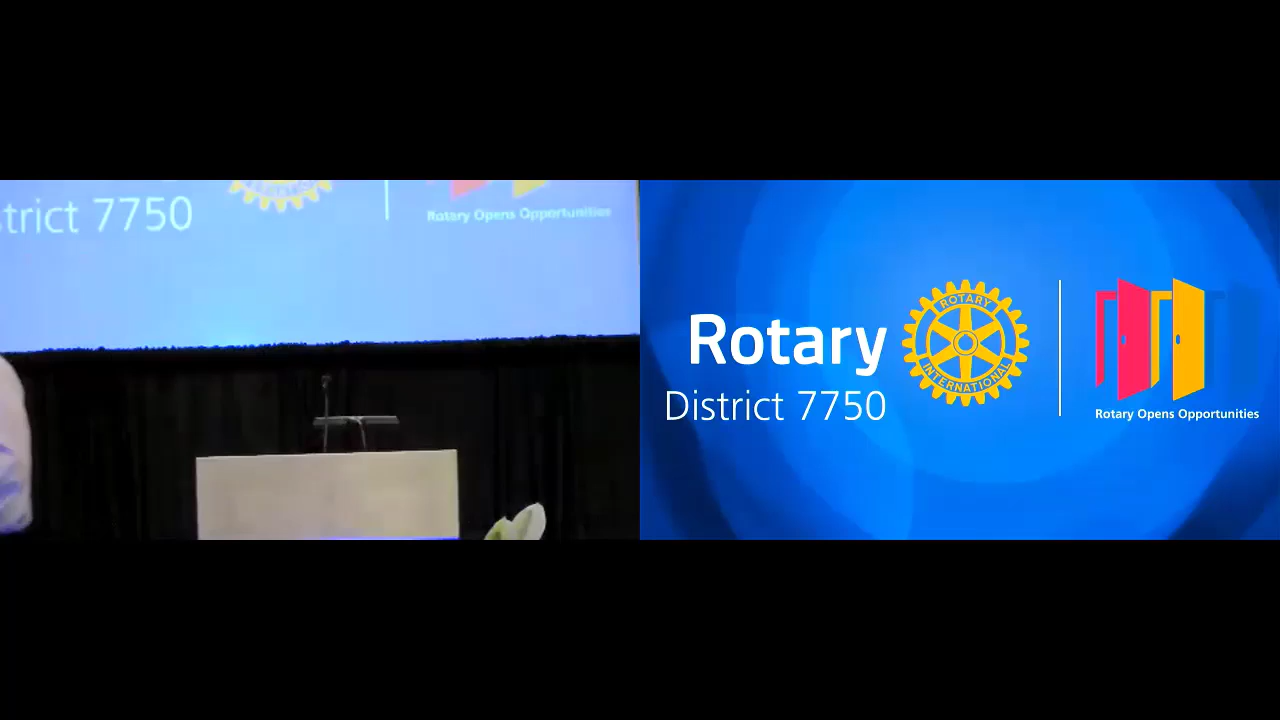 trict 7750
Rotary Opens Opportunities
Rotary
District 7750
ROTARY
INTERNATIONAL
Rotary Opens Opportunities